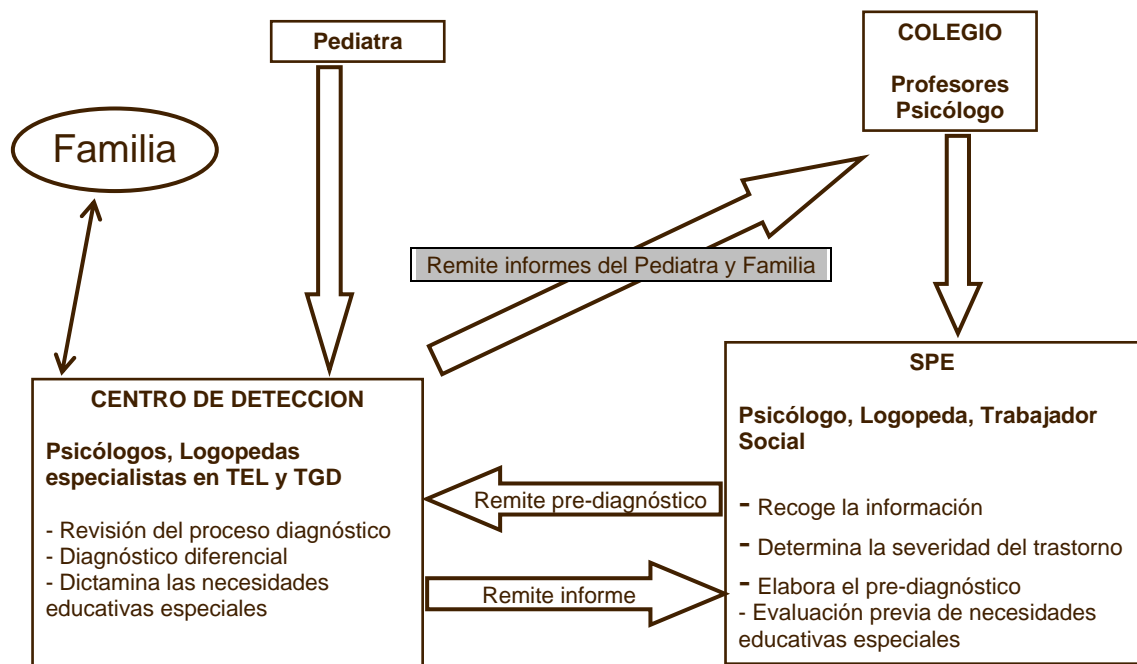 Pediatra
COLEGIO
Profesores
Psicólogo
Familia
Remite informes del Pediatra y Familia
CENTRO DE DETECCION
Psicólogos, Logopedas
especialistas en TEL y TGD
- Revisión del proceso diagnóstico
- Diagnóstico diferencial
- Dictamina las necesidades
educativas especiales
Remite pre-diagnóstico
Remite informe
SPE
Psicólogo, Logopeda, Trabajador
Social
- Recoge la información
- Determina la severidad del trastorno
- Elabora el pre-diagnóstico
- Evaluación previa de necesidades
educativas especiales